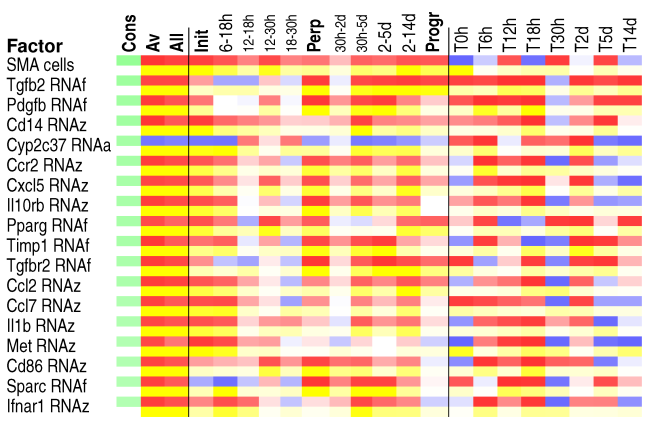 Factor Cons Av All Init 6-18h 12-18h 12-30h 18-30h Perp 30h-2d 30h-5d 2-5d 2-14d Progr T0h T6h T12h T18h T30h T2d T5d T14d
SMA cells
Tgfb2 RNAf
Pdgfb RNAf
Cd14 RNAz
Cyp2c37 RNAa
Ccr2 RNAz
Cxcl5 RNAz
Il10rb RNAz
Pparg RNAf
Timp1 RNAf
Tgfbr2 RNAf
Ccl2 RNAz
Ccl7 RNAz
Il1b RNAz
Met RNAz
Cd86 RNAz
Sparc RNAf
Ifnar1 RNAz